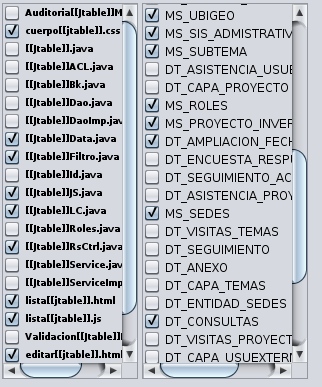 Auditoria[[Jtable]]M
cuerpo[[Jtable]].css
[[Jtable]].java
[[Jtable]]ACL.java
[[Jtable]]Bk.java
[[Jtable]]Dao.java
[[Jtable]]DaoImp.java
[[Jtable]]Data.java
[[Jtable]]Filtro.java
[[Jtable]]Id.java
[[Jtable]]JS.java
[[Jtable]]LC.java
[[Jtable]]Roles.java
[[Jtable]]RsCtrl.java
[[Jtable]]Service.java
[[Jtable]]ServiceImp
lista[[Jtable]].html
lista[[Jtable]].js
Validacion[[Jtable]]
editar[[Jtable]].html
MS_UBIGEO
MS_SIS_ADMISTRATIV
MS_SUBTEMA
DT_ASISTENCIA_USUE
DT_CAPA_PROYECTO
MS_ROLES
MS_PROYECTO_INVER
DT_AMPLIACION_FECH
DT_ENCUESTA_RESPU
DT_SEGUIMIENTO_AC
DT_ASISTENCIA_PROY
MS_SEDES
DT_VISITAS_TEMAS
DT_SEGUIMIENTO
DT_ANEXO
DT_CAPA_TEMAS
DT_ENTIDAD_SEDES
DT_CONSULTAS
DT_VISITAS_PROYECT
DT_CAPA_USUEXTERN